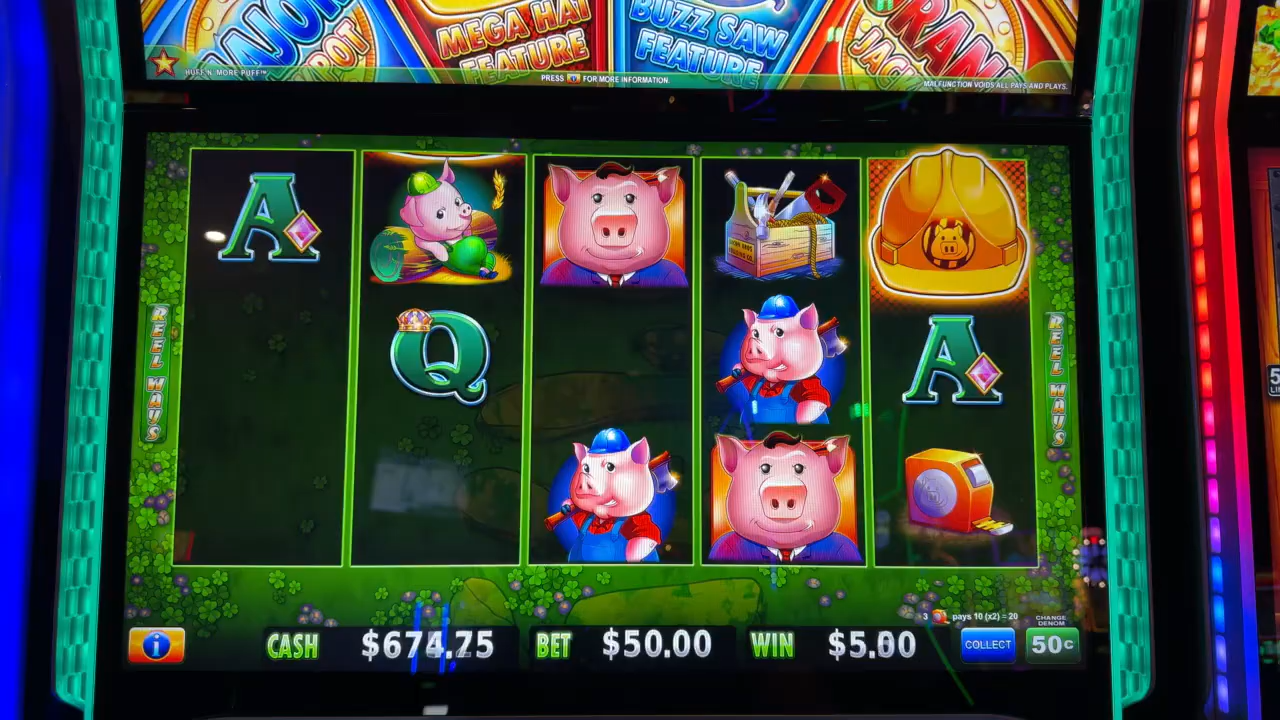 MAJOR
JACKPOT
MEGA HAT
FEATURE
BUZZ SAW
FEATURE
GRAND
HUFF N' MORE PUFF™
PRESS FOR MORE INFORMATION.
MALFUNCTION VOIDS ALL PAYS AND PLAYS.
A
Q
A
REEL WAYS
REEL WAYS
pays 10 (x2) = 20
CASH $674.75 BET $50.00 WIN $5.00
COLLECT
CHANGE
DENOM
50¢